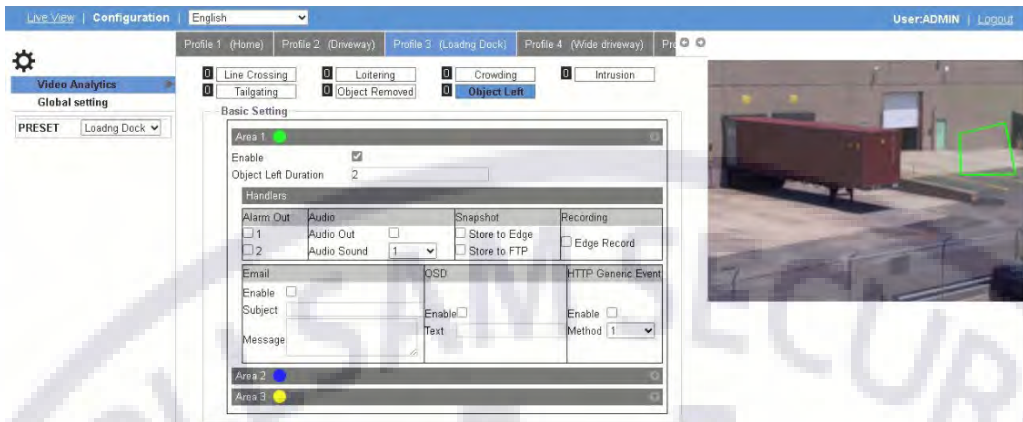 Live View | Configuration | English
User:ADMIN | Logout
Profile 1 (Home) Profile 2 (Driveway) Profile 3 (Loadng Dock) Profile 4 (Wide driveway) Pr
Video Analytics
Global setting
PRESET Loadng Dock
0 Line Crossing 0 Loitering 0 Crowding 0 Intrusion
0 Tailgating 0 Object Removed 0 Object Left
Basic Setting
Area 1
Enable
Object Left Duration 2
Handlers
Alarm Out Audio Snapshot Recording
1 Audio Out Store to Edge Edge Record
2 Audio Sound 1 Store to FTP
Email OSD HTTP Generic Event
Enable
Subject Enable Enable
Message Text Method 1
Area 2
Area 3
SAMSECUR